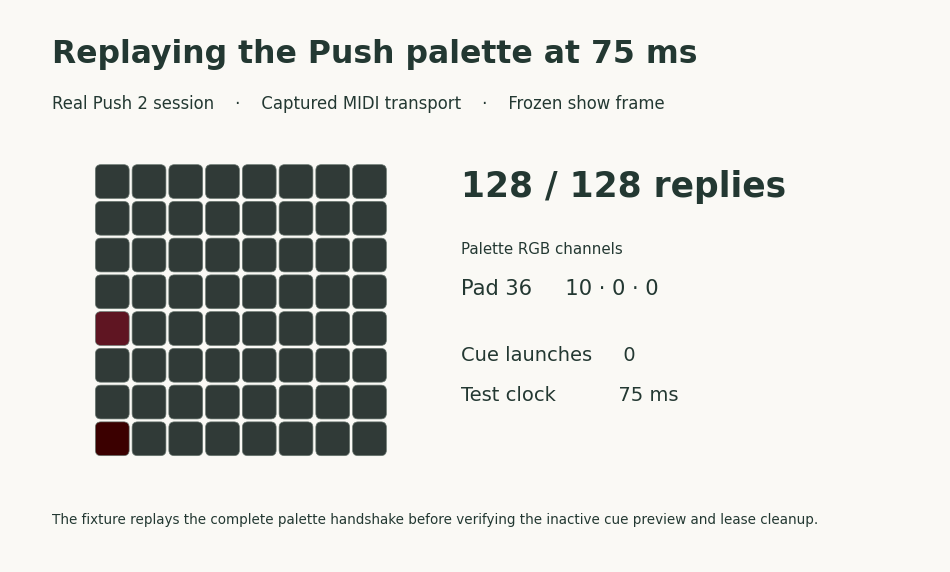 Replaying the Push palette at 75 ms
Real Push 2 session · Captured MIDI transport · Frozen show frame
128 / 128 replies
Palette RGB channels
Pad 36 10 · 0 · 0
Cue launches 0
Test clock 75 ms
The fixture replays the complete palette handshake before verifying the inactive cue preview and lease cleanup.